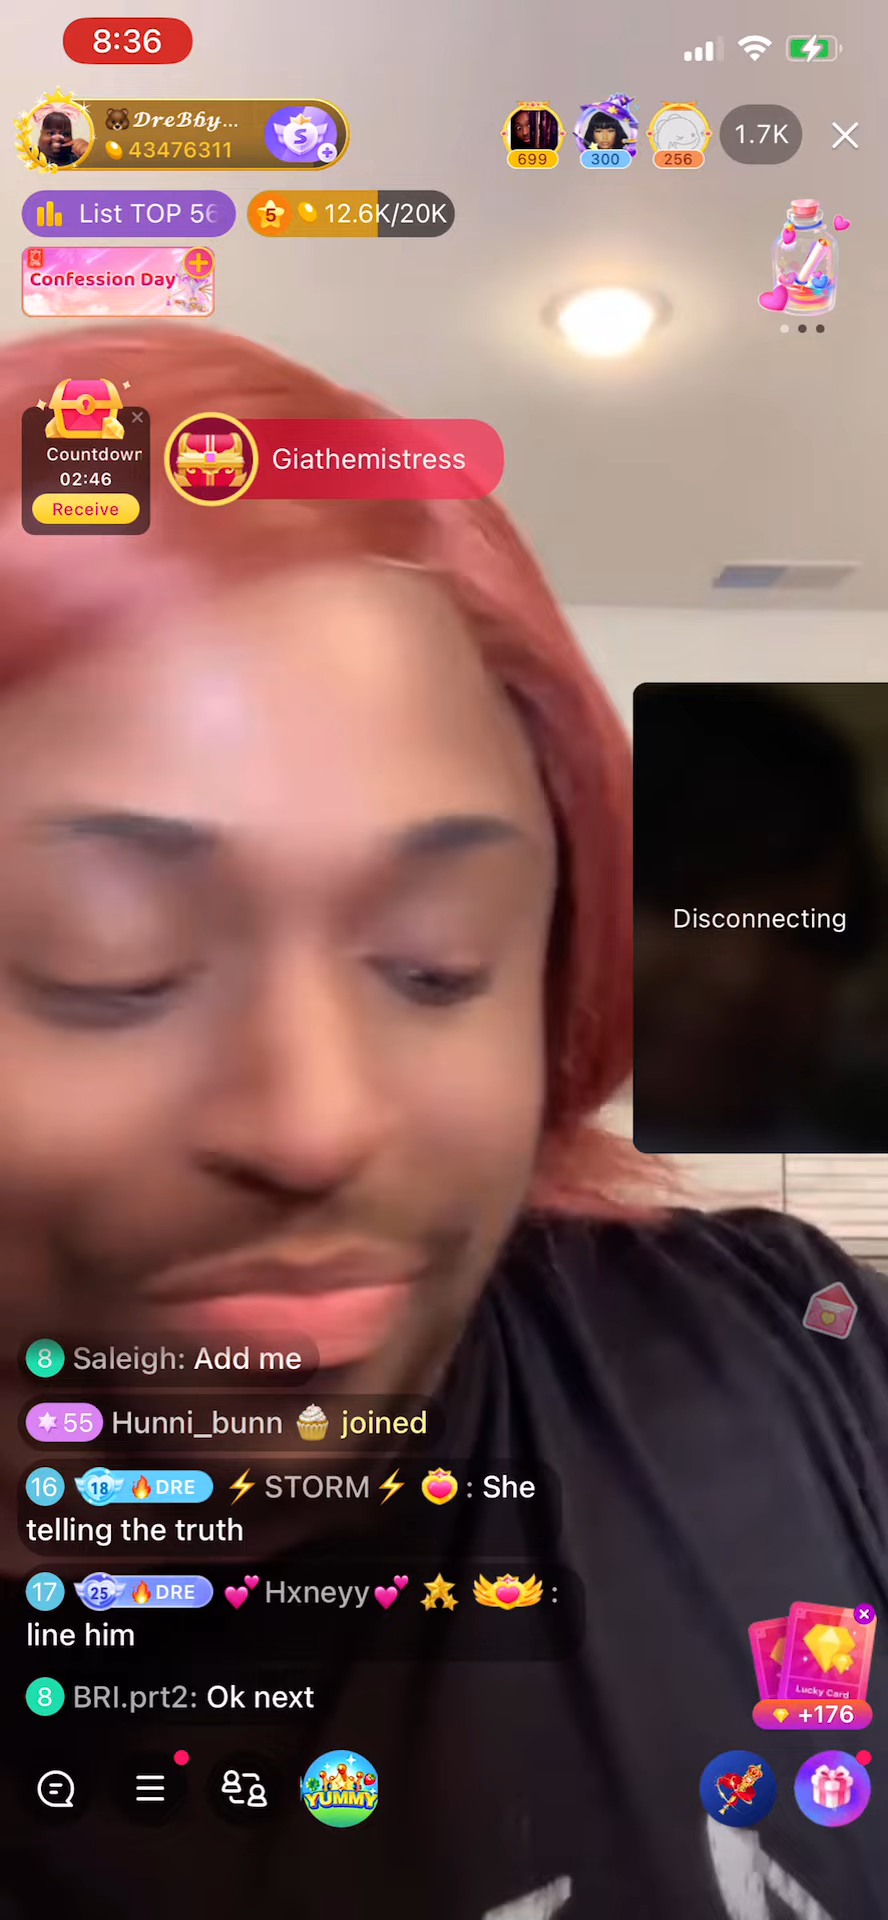 8:36
🐻𝓓𝓻𝓮𝓑𝓫𝔂...
43476311
S
699
300
256
1.7K
List TOP 56
5 12.6K/20K
Confession Day
Countdown
02:46
Receive
Giathemistress
Disconnecting
8 Saleigh: Add me
55 Hunni_bunn 🧁 joined
16 18 🔥DRE ⚡STORM⚡ : She
telling the truth
17 25 🔥DRE 💕Hxneyy💕 :
line him
8 BRI.prt2: Ok next
Lucky Card
+176
YUMMY